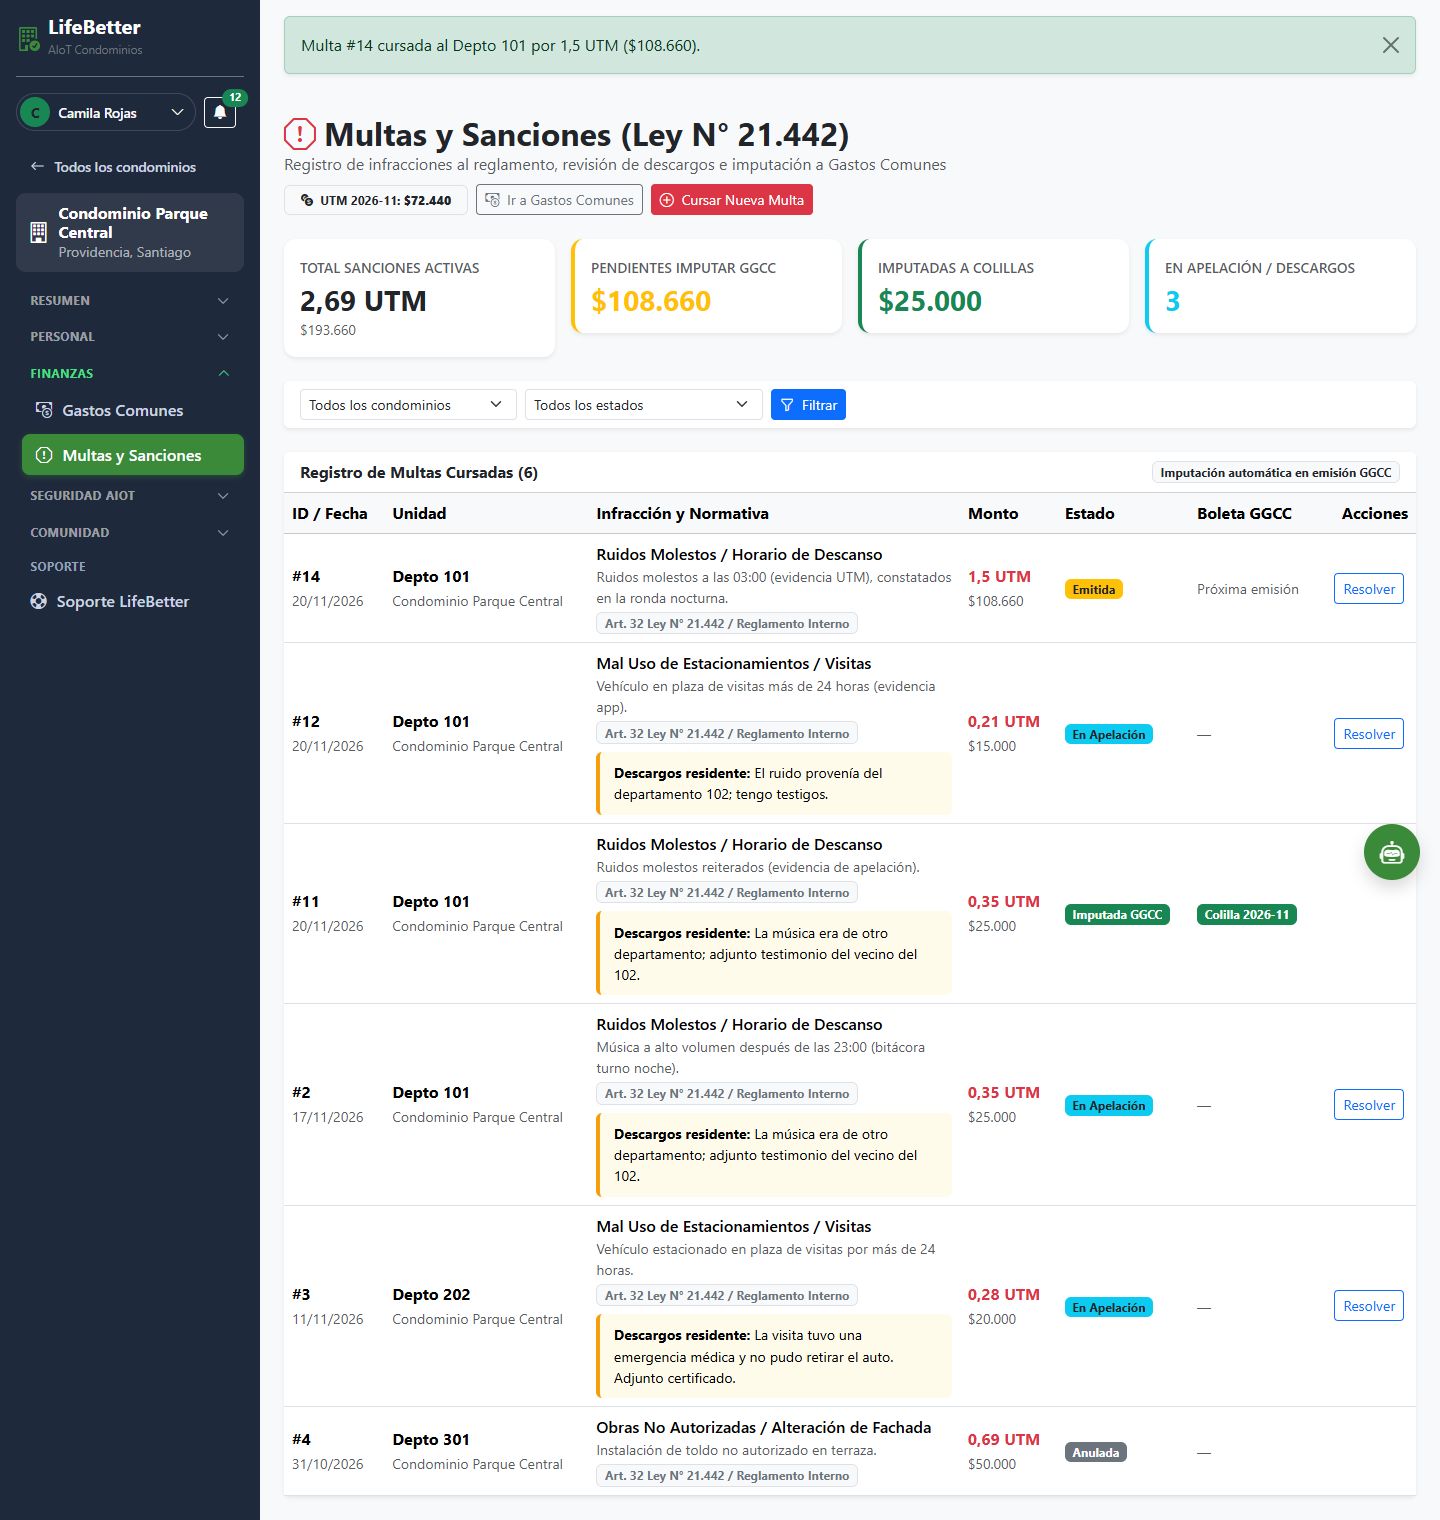 LifeBetter
AIoT Condominios
C Camila Rojas
12
Todos los condominios
Condominio Parque Central
Providencia, Santiago
RESUMEN
PERSONAL
FINANZAS
Gastos Comunes
Multas y Sanciones
SEGURIDAD AIOT
COMUNIDAD
SOPORTE
Soporte LifeBetter
Multa #14 cursada al Depto 101 por 1,5 UTM ($108.660).
Multas y Sanciones (Ley N° 21.442)
Registro de infracciones al reglamento, revisión de descargos e imputación a Gastos Comunes
UTM 2026-11: $72.440
Ir a Gastos Comunes
Cursar Nueva Multa
TOTAL SANCIONES ACTIVAS
2,69 UTM
$193.660
PENDIENTES IMPUTAR GGCC
$108.660
IMPUTADAS A COLILLAS
$25.000
EN APELACIÓN / DESCARGOS
3
Todos los condominios
Todos los estados
Filtrar
Registro de Multas Cursadas (6)
Imputación automática en emisión GGCC
ID / Fecha Unidad Infracción y Normativa Monto Estado Boleta GGCC Acciones
#14
20/11/2026
Depto 101
Condominio Parque Central
Ruidos Molestos / Horario de Descanso
Ruidos molestos a las 03:00 (evidencia UTM), constatados
en la ronda nocturna.
Art. 32 Ley N° 21.442 / Reglamento Interno
1,5 UTM
$108.660
Emitida
Próxima emisión
Resolver
#12
20/11/2026
Depto 101
Condominio Parque Central
Mal Uso de Estacionamientos / Visitas
Vehículo en plaza de visitas más de 24 horas (evidencia
app).
Art. 32 Ley N° 21.442 / Reglamento Interno
Descargos residente: El ruido provenía del
departamento 102; tengo testigos.
0,21 UTM
$15.000
En Apelación
—
Resolver
#11
20/11/2026
Depto 101
Condominio Parque Central
Ruidos Molestos / Horario de Descanso
Ruidos molestos reiterados (evidencia de apelación).
Art. 32 Ley N° 21.442 / Reglamento Interno
Descargos residente: La música era de otro
departamento; adjunto testimonio del vecino del
102.
0,35 UTM
$25.000
Imputada GGCC
Colilla 2026-11
#2
17/11/2026
Depto 101
Condominio Parque Central
Ruidos Molestos / Horario de Descanso
Música a alto volumen después de las 23:00 (bitácora
turno noche).
Art. 32 Ley N° 21.442 / Reglamento Interno
Descargos residente: La música era de otro
departamento; adjunto testimonio del vecino del
102.
0,35 UTM
$25.000
En Apelación
—
Resolver
#3
11/11/2026
Depto 202
Condominio Parque Central
Mal Uso de Estacionamientos / Visitas
Vehículo estacionado en plaza de visitas por más de 24
horas.
Art. 32 Ley N° 21.442 / Reglamento Interno
Descargos residente: La visita tuvo una
emergencia médica y no pudo retirar el auto.
Adjunto certificado.
0,28 UTM
$20.000
En Apelación
—
Resolver
#4
31/10/2026
Depto 301
Condominio Parque Central
Obras No Autorizadas / Alteración de Fachada
Instalación de toldo no autorizado en terraza.
Art. 32 Ley N° 21.442 / Reglamento Interno
0,69 UTM
$50.000
Anulada
—